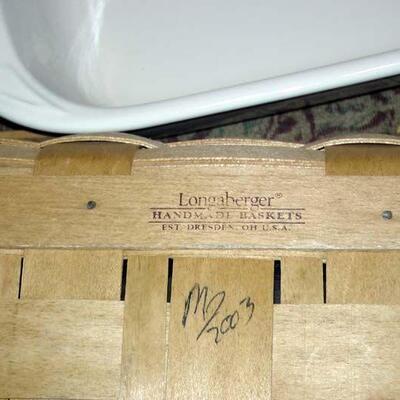 Longaberger®
HANDMADE BASKETS
EST. DRESDEN, OH U.S.A.
2003